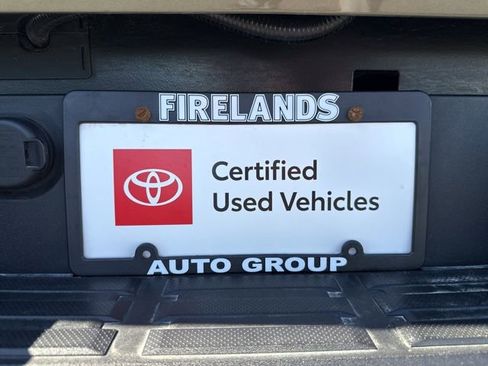 FIRELANDS
Certified
Used Vehicles
AUTO GROUP